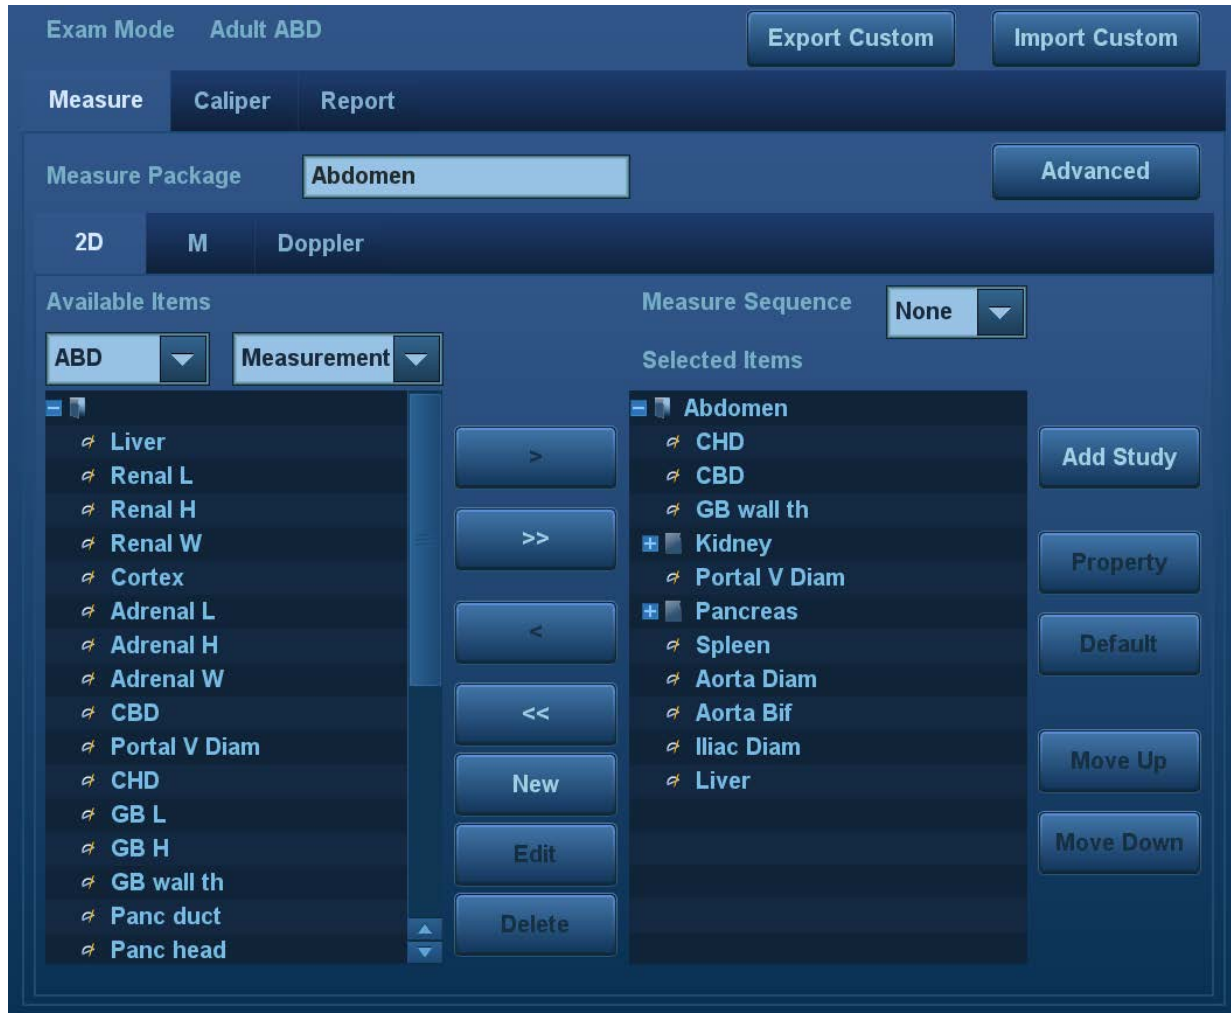 Exam Mode Adult ABD Export Custom Import Custom
Measure Caliper Report
Measure Package Abdomen Advanced
2D M Doppler
Available Items
Measure Sequence None
ABD Measurement
Selected Items
Liver
Renal L
Renal H
Renal W
Cortex
Adrenal L
Adrenal H
Adrenal W
CBD
Portal V Diam
CHD
GB L
GB H
GB wall th
Panc duct
Panc head
>
>>
<
<<
New
Edit
Delete
Abdomen
CHD
CBD
GB wall th
Kidney
Portal V Diam
Pancreas
Spleen
Aorta Diam
Aorta Bif
Iliac Diam
Liver
Add Study
Property
Default
Move Up
Move Down